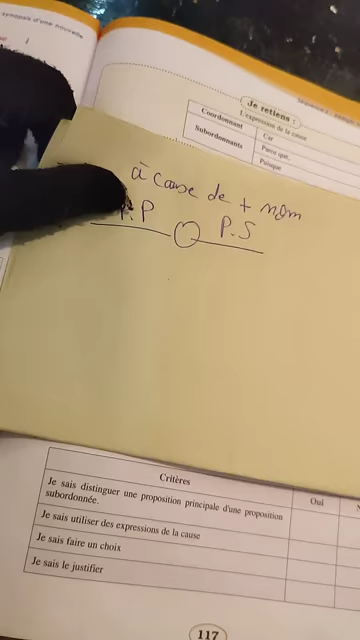 synopsis d'une nouvelle
Je retiens :
L'expression de la cause
Coordonnant
Car
Subordonnants
Parce que,
Puisque
à cause de + nom
P.P P.S
Critères
Oui
Je sais distinguer une proposition principale d'une proposition
subordonnée.
Je sais utiliser des expressions de la cause
Je sais faire un choix
Je sais le justifier
117